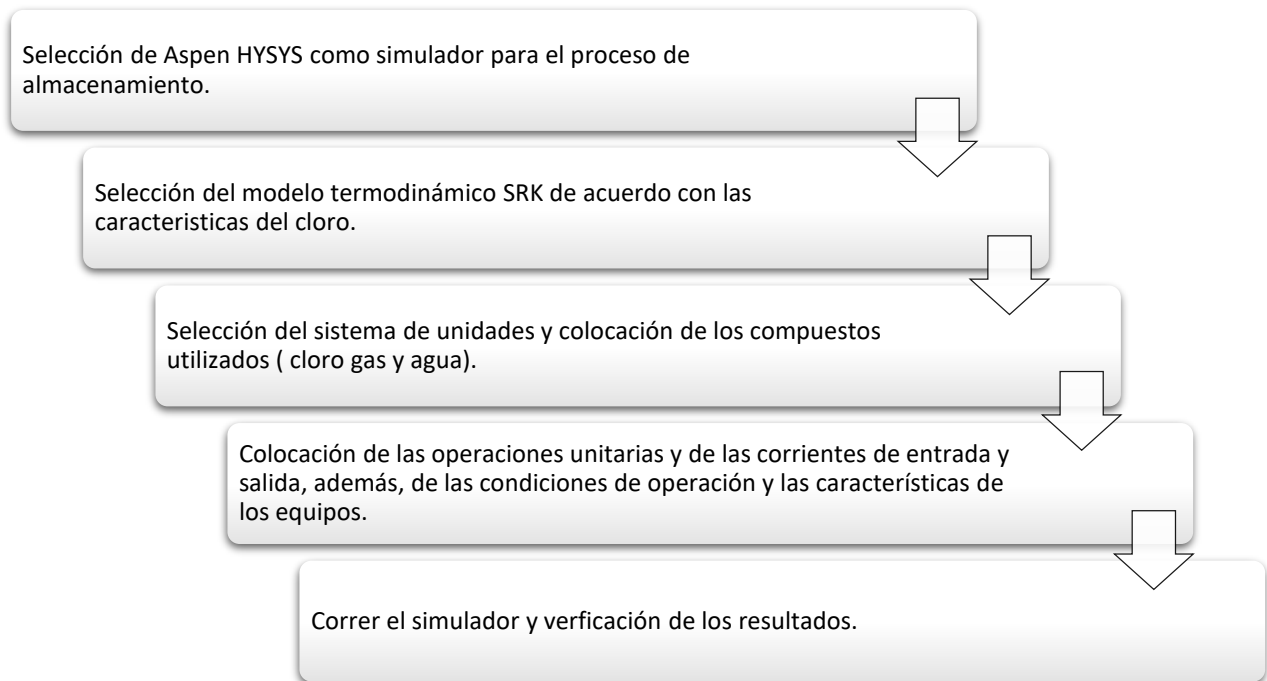 Selección de Aspen HYSYS como simulador para el proceso de
almacenamiento.
Selección del modelo termodinámico SRK de acuerdo con las
caracteristicas del cloro.
Selección del sistema de unidades y colocación de los compuestos
utilizados ( cloro gas y agua).
Colocación de las operaciones unitarias y de las corrientes de entrada y
salida, además, de las condiciones de operación y las características de
los equipos.
Correr el simulador y verficación de los resultados.